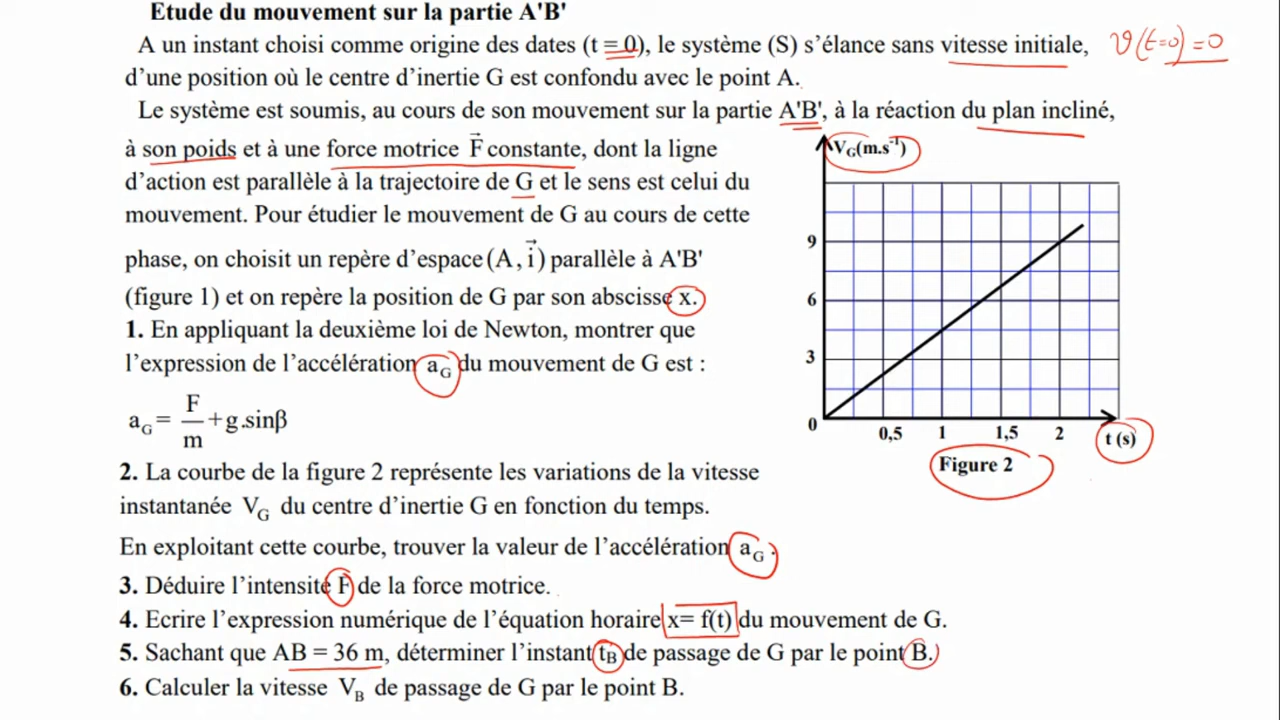 Etude du mouvement sur la partie A'B'
A un instant choisi comme origine des dates (t = 0), le système (S) s'élance sans vitesse initiale,
ϑ(t=0) = 0
d'une position où le centre d'inertie G est confondu avec le point A.
Le système est soumis, au cours de son mouvement sur la partie A'B', à la réaction du plan incliné,
à son poids et à une force motrice F⃗ constante, dont la ligne
d'action est parallèle à la trajectoire de G et le sens est celui du
mouvement. Pour étudier le mouvement de G au cours de cette
phase, on choisit un repère d'espace (A, i⃗) parallèle à A'B'
(figure 1) et on repère la position de G par son abscisse x.
1. En appliquant la deuxième loi de Newton, montrer que
l'expression de l'accélération a_G du mouvement de G est :
a_G = F/m + g.sinβ
V_G(m.s⁻¹)
9
6
3
0
0,5 1 1,5 2 t (s)
Figure 2
2. La courbe de la figure 2 représente les variations de la vitesse
instantanée V_G du centre d'inertie G en fonction du temps.
En exploitant cette courbe, trouver la valeur de l'accélération a_G.
3. Déduire l'intensité F de la force motrice.
4. Ecrire l'expression numérique de l'équation horaire x= f(t) du mouvement de G.
5. Sachant que AB = 36 m, déterminer l'instant t_B de passage de G par le point B.
6. Calculer la vitesse V_B de passage de G par le point B.